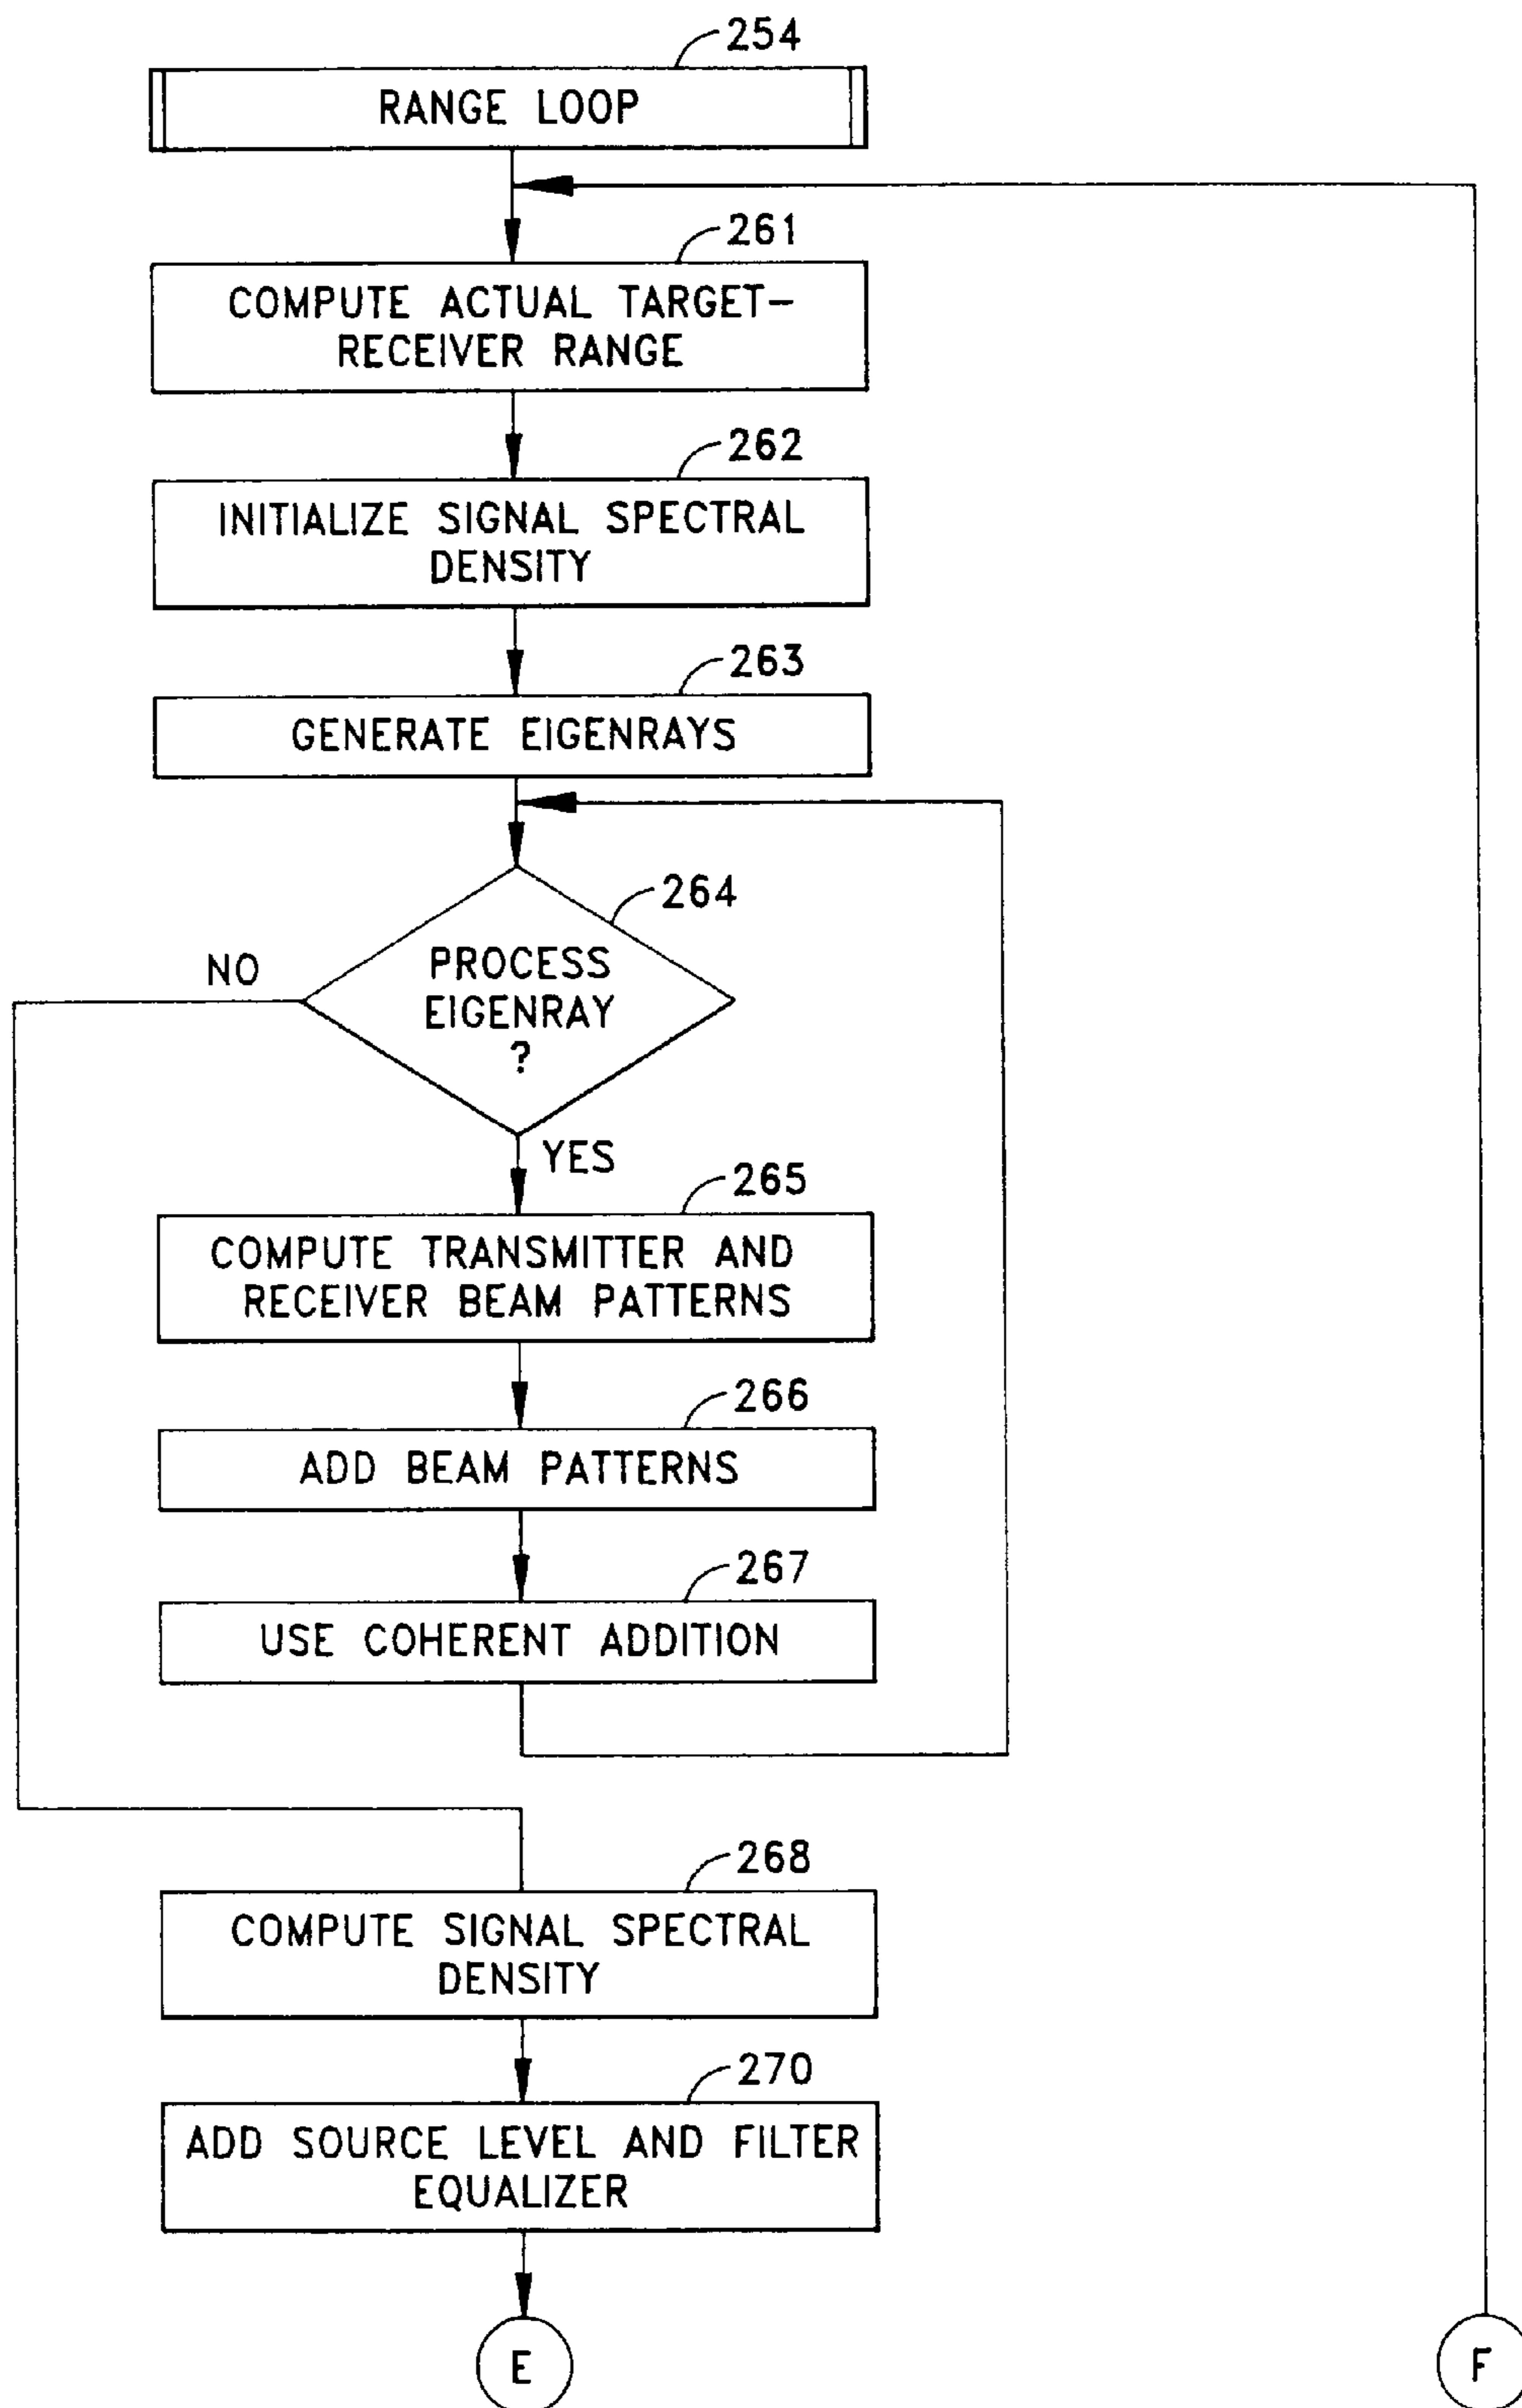 254
RANGE LOOP
261
COMPUTE ACTUAL TARGET-
RECEIVER RANGE
262
INITIALIZE SIGNAL SPECTRAL
DENSITY
263
GENERATE EIGENRAYS
264
NO
PROCESS
EIGENRAY
?
YES
265
COMPUTE TRANSMITTER AND
RECEIVER BEAM PATTERNS
266
ADD BEAM PATTERNS
267
USE COHERENT ADDITION
268
COMPUTE SIGNAL SPECTRAL
DENSITY
270
ADD SOURCE LEVEL AND FILTER
EQUALIZER
E
F